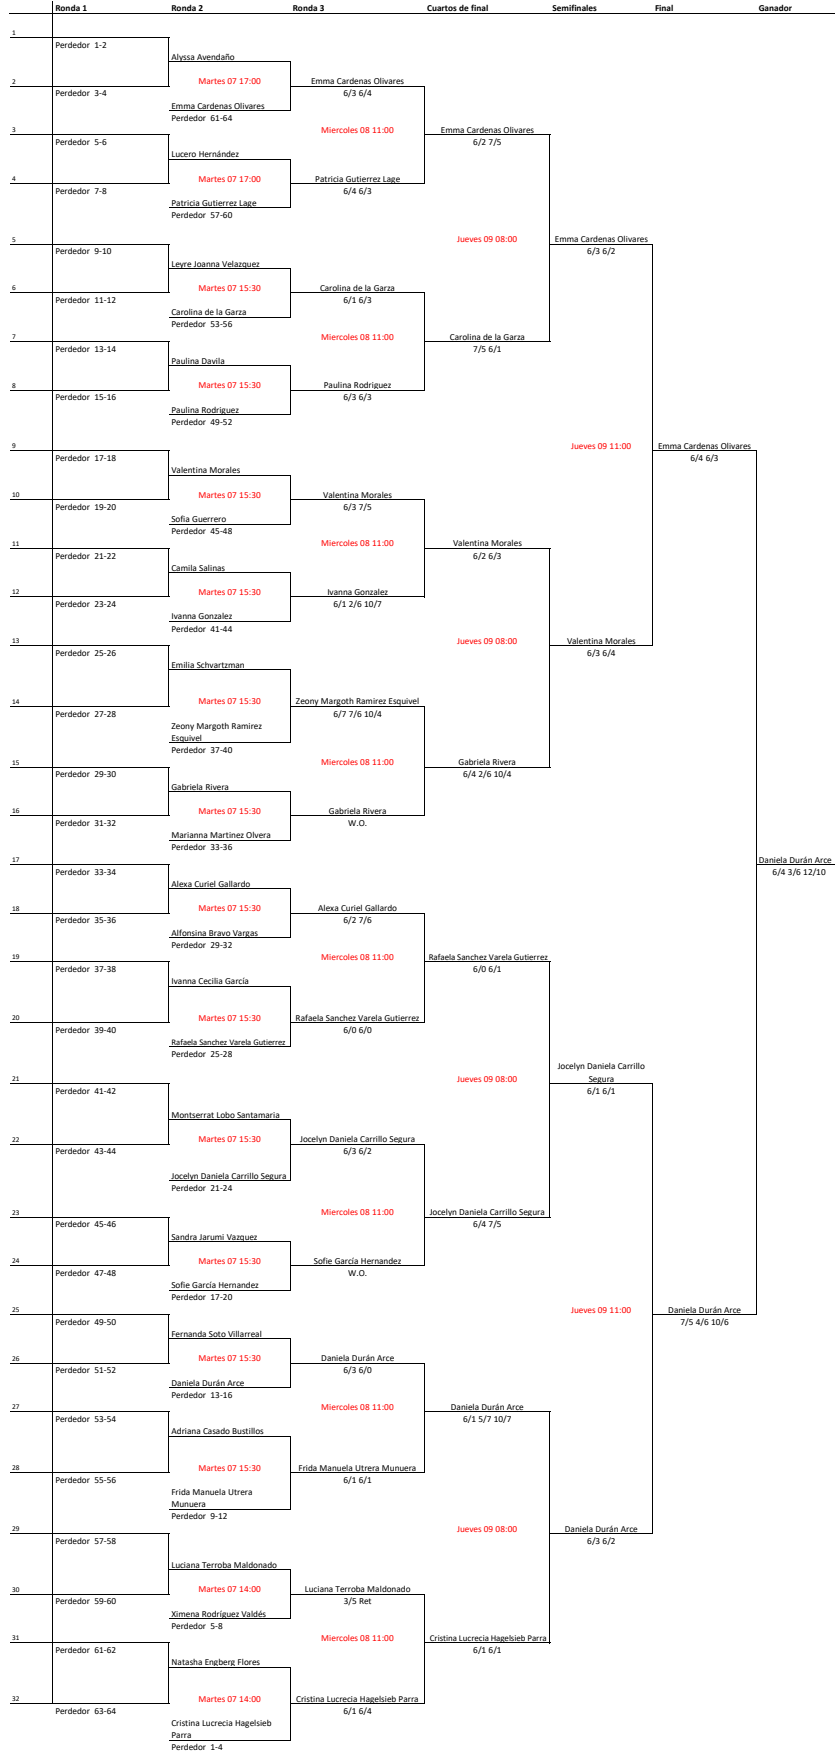 Ronda 1 Ronda 2 Ronda 3 Cuartos de final Semifinales Final Ganador
1
Perdedor 1-2
Alyssa Avendaño
2
Martes 07 17:00
Emma Cardenas Olivares
Perdedor 3-4
6/3 6/4
Emma Cardenas Olivares
Perdedor 61-64
3
Miercoles 08 11:00
Emma Cardenas Olivares
Perdedor 5-6
6/2 7/5
Lucero Hernández
4
Martes 07 17:00
Patricia Gutierrez Lage
Perdedor 7-8
6/4 6/3
Patricia Gutierrez Lage
Perdedor 57-60
5
Jueves 09 08:00
Emma Cardenas Olivares
Perdedor 9-10
6/3 6/2
Leyre Joanna Velazquez
6
Martes 07 15:30
Carolina de la Garza
Perdedor 11-12
6/1 6/3
Carolina de la Garza
Perdedor 53-56
7
Miercoles 08 11:00
Carolina de la Garza
Perdedor 13-14
7/5 6/1
Paulina Davila
8
Martes 07 15:30
Paulina Rodriguez
Perdedor 15-16
6/3 6/3
Paulina Rodriguez
Perdedor 49-52
9
Jueves 09 11:00
Emma Cardenas Olivares
Perdedor 17-18
6/4 6/3
Valentina Morales
10
Martes 07 15:30
Valentina Morales
Perdedor 19-20
6/3 7/5
Sofia Guerrero
Perdedor 45-48
11
Miercoles 08 11:00
Valentina Morales
Perdedor 21-22
6/2 6/3
Camila Salinas
12
Martes 07 15:30
Ivanna Gonzalez
Perdedor 23-24
6/1 2/6 10/7
Ivanna Gonzalez
Perdedor 41-44
13
Jueves 09 08:00
Valentina Morales
Perdedor 25-26
6/3 6/4
Emilia Schvartzman
14
Martes 07 15:30
Zeony Margoth Ramirez Esquivel
Perdedor 27-28
6/7 7/6 10/4
Zeony Margoth Ramirez
Esquivel
Perdedor 37-40
15
Miercoles 08 11:00
Gabriela Rivera
Perdedor 29-30
6/4 2/6 10/4
Gabriela Rivera
16
Martes 07 15:30
Gabriela Rivera
Perdedor 31-32
W.O.
Marianna Martinez Olvera
Perdedor 33-36
17
Daniela Durán Arce
Perdedor 33-34
6/4 3/6 12/10
Alexa Curiel Gallardo
18
Martes 07 15:30
Alexa Curiel Gallardo
Perdedor 35-36
6/2 7/6
Alfonsina Bravo Vargas
Perdedor 29-32
19
Miercoles 08 11:00
Rafaela Sanchez Varela Gutierrez
Perdedor 37-38
6/0 6/1
Ivanna Cecilia García
20
Martes 07 15:30
Rafaela Sanchez Varela Gutierrez
Perdedor 39-40
6/0 6/0
Rafaela Sanchez Varela Gutierrez
Perdedor 25-28
21
Jueves 09 08:00
Jocelyn Daniela Carrillo
Segura
Perdedor 41-42
6/1 6/1
Montserrat Lobo Santamaria
22
Martes 07 15:30
Jocelyn Daniela Carrillo Segura
Perdedor 43-44
6/3 6/2
Jocelyn Daniela Carrillo Segura
Perdedor 21-24
23
Miercoles 08 11:00
Jocelyn Daniela Carrillo Segura
Perdedor 45-46
6/4 7/5
Sandra Jarumi Vazquez
24
Martes 07 15:30
Sofie García Hernandez
Perdedor 47-48
W.O.
Sofie García Hernandez
Perdedor 17-20
25
Jueves 09 11:00
Daniela Durán Arce
Perdedor 49-50
7/5 4/6 10/6
Fernanda Soto Villarreal
26
Martes 07 15:30
Daniela Durán Arce
Perdedor 51-52
6/3 6/0
Daniela Durán Arce
Perdedor 13-16
27
Miercoles 08 11:00
Daniela Durán Arce
Perdedor 53-54
6/1 5/7 10/7
Adriana Casado Bustillos
28
Martes 07 15:30
Frida Manuela Utrera Munuera
Perdedor 55-56
6/1 6/1
Frida Manuela Utrera
Munuera
Perdedor 9-12
29
Jueves 09 08:00
Daniela Durán Arce
Perdedor 57-58
6/3 6/2
Luciana Terroba Maldonado
30
Martes 07 14:00
Luciana Terroba Maldonado
Perdedor 59-60
3/5 Ret
Ximena Rodríguez Valdés
Perdedor 5-8
31
Miercoles 08 11:00
Cristina Lucrecia Hagelsieb Parra
Perdedor 61-62
6/1 6/1
Natasha Engberg Flores
32
Martes 07 14:00
Cristina Lucrecia Hagelsieb Parra
Perdedor 63-64
6/1 6/4
Cristina Lucrecia Hagelsieb
Parra
Perdedor 1-4